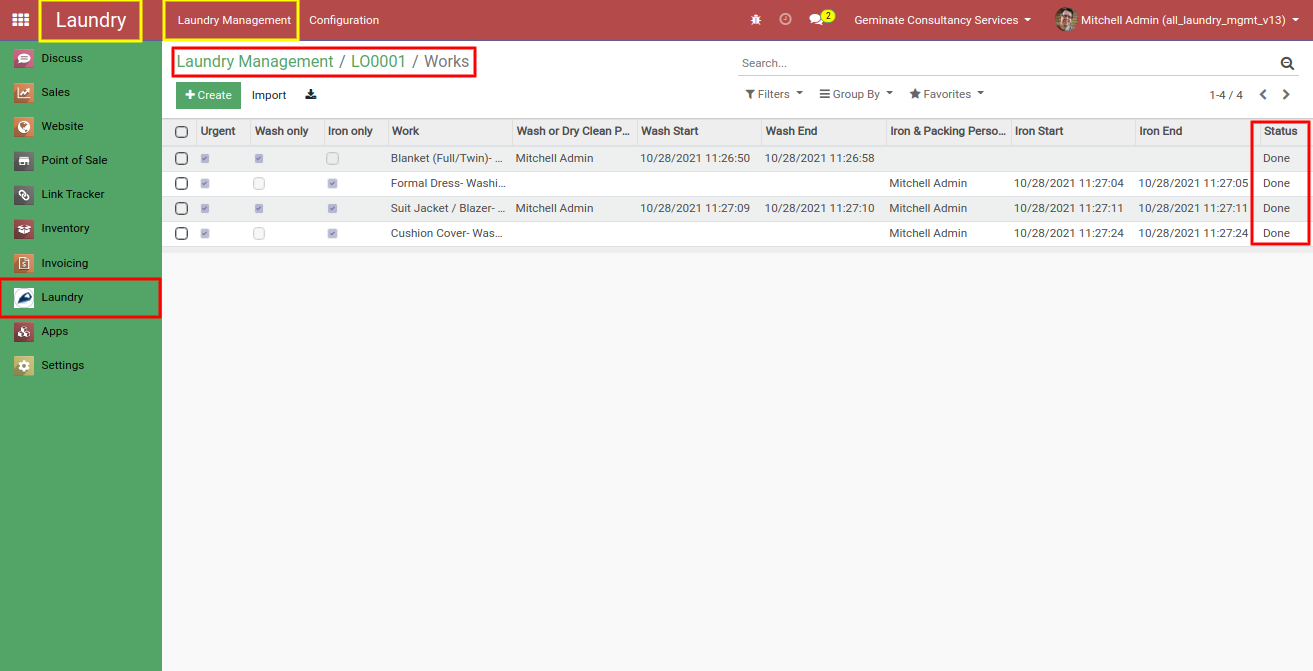 Laundry Laundry Management Configuration 2 Geminate Consultancy Services Mitchell Admin (all_laundry_mgmt_v13)
Discuss
Sales
Website
Point of Sale
Link Tracker
Inventory
Invoicing
Laundry
Apps
Settings
Laundry Management / LO0001 / Works
Search...
+ Create Import Filters Group By Favorites 1-4 / 4
Urgent Wash only Iron only Work Wash or Dry Clean P... Wash Start Wash End Iron & Packing Perso... Iron Start Iron End Status
Blanket (Full/Twin)- ... Mitchell Admin 10/28/2021 11:26:50 10/28/2021 11:26:58 Done
Formal Dress- Washi... Mitchell Admin 10/28/2021 11:27:04 10/28/2021 11:27:05 Done
Suit Jacket / Blazer- ... Mitchell Admin 10/28/2021 11:27:09 10/28/2021 11:27:10 Mitchell Admin 10/28/2021 11:27:11 10/28/2021 11:27:11 Done
Cushion Cover- Was... Mitchell Admin 10/28/2021 11:27:24 10/28/2021 11:27:24 Done